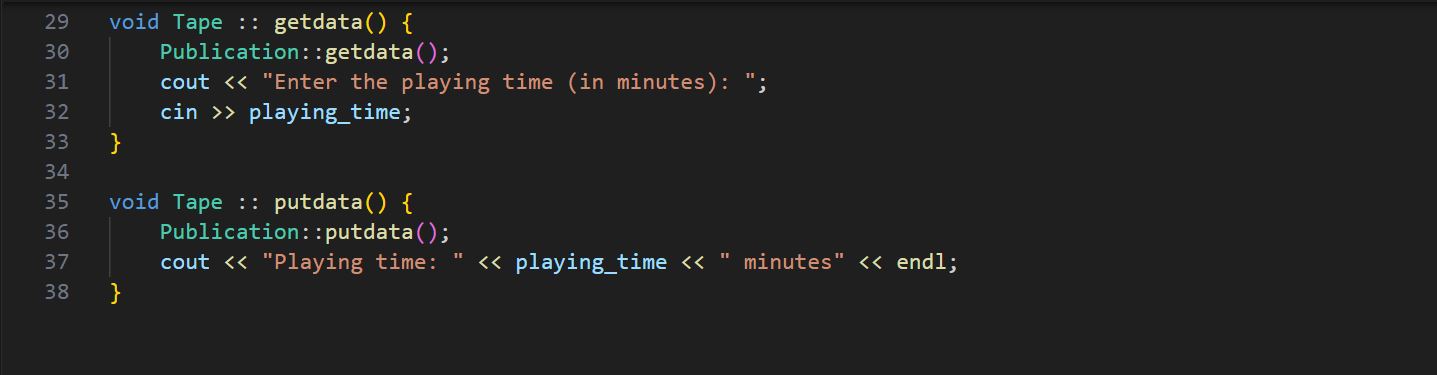 29 void Tape :: getdata() {
30 Publication::getdata();
31 cout << "Enter the playing time (in minutes): ";
32 cin >> playing_time;
33 }
34
35 void Tape :: putdata() {
36 Publication::putdata();
37 cout << "Playing time: " << playing_time << " minutes" << endl;
38 }